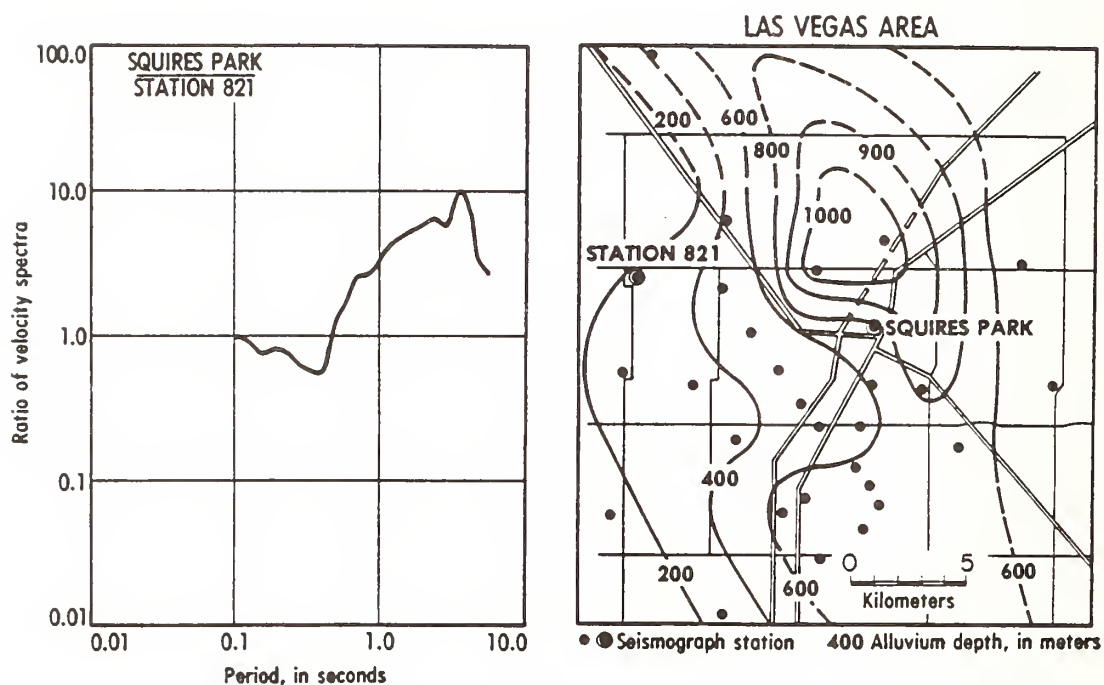 SQUIRES PARK
STATION 821
100.0
10.0
1.0
0.1
0.01
0.01
0.1
1.0
10.0
Ratio of velocity spectra
Period, in seconds
LAS VEGAS AREA
200
600
800
900
1000
STATION 821
SQUIRES PARK
400
200
600
600
0 5
Kilometers
Seismograph station
400 Alluvium depth, in meters